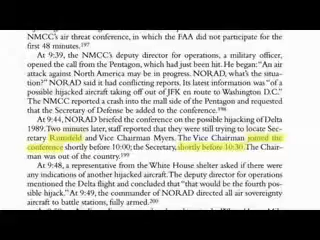 NMCC's air threat conference, in which the FAA did not participate for the
first 48 minutes.197
At 9:39, the NMCC's deputy director for operations, a military officer,
opened the call from the Pentagon, which had just been hit. He began: "An air
attack against North America may be in progress. NORAD, what's the situa-
tion?" NORAD said it had conflicting reports. Its latest information was "of a
possible hijacked aircraft taking off out of JFK en route to Washington D.C."
The NMCC reported a crash into the mall side of the Pentagon and requested
that the Secretary of Defense be added to the conference.198
At 9:44, NORAD briefed the conference on the possible hijacking of Delta
1989. Two minutes later, staff reported that they were still trying to locate Sec-
retary Rumsfeld and Vice Chairman Myers. The Vice Chairman joined the
conference shortly before 10:00; the Secretary, shortly before 10:30. The Chair-
man was out of the country.199
At 9:48, a representative from the White House shelter asked if there were
any indications of another hijacked aircraft. The deputy director for operations
mentioned the Delta flight and concluded that "that would be the fourth pos-
sible hijack." At 9:49, the commander of NORAD directed all air sovereignty
aircraft to battle stations, fully armed.200